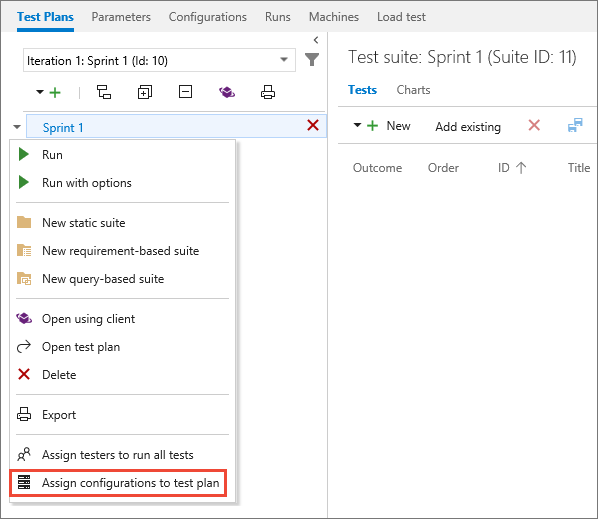 Test Plans Parameters Configurations Runs Machines Load test
Iteration 1: Sprint 1 (Id: 10)
Sprint 1
Run
Run with options
New static suite
New requirement-based suite
New query-based suite
Open using client
Open test plan
Delete
Export
Assign testers to run all tests
Assign configurations to test plan
Test suite: Sprint 1 (Suite ID: 11)
Tests Charts
New Add existing
Outcome Order ID Title